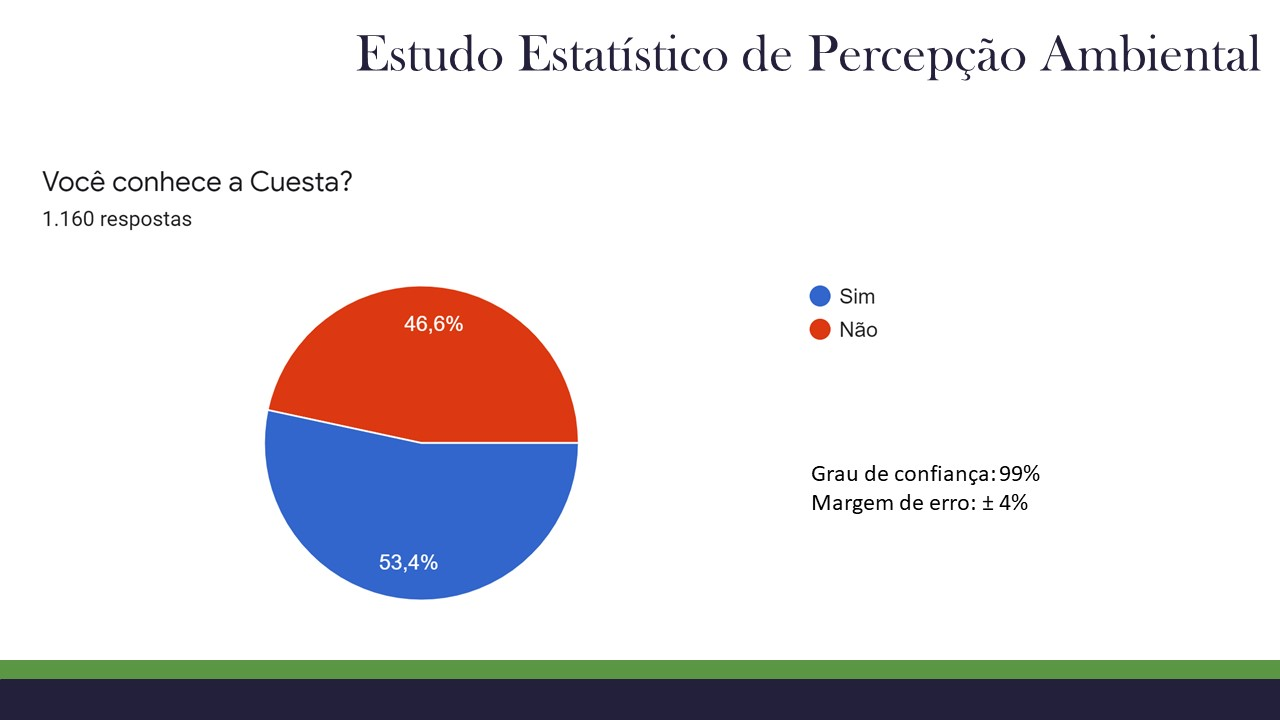 Estudo Estatístico de Percepção Ambiental
Você conhece a Cuesta?
1.160 respostas
46,6%
53,4%
Sim
Não
Grau de confiança: 99%
Margem de erro: ± 4%